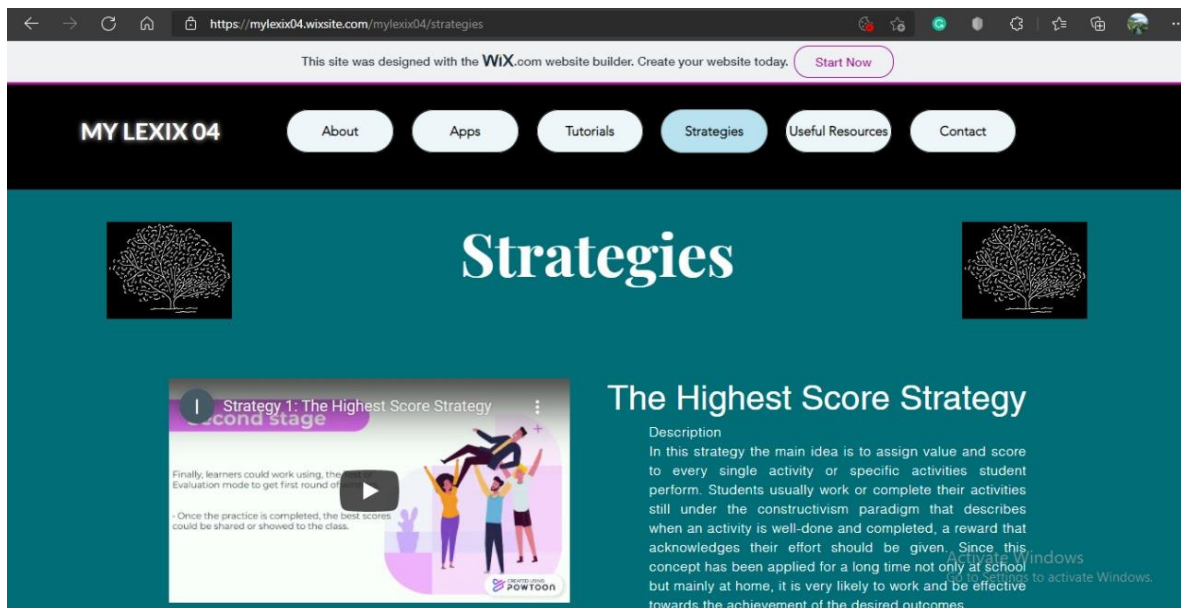 https://mylexix04.wixsite.com/mylexix04/strategies
This site was designed with the WiX.com website builder. Create your website today. Start Now
MY LEXIX 04 About Apps Tutorials Strategies Useful Resources Contact
Strategies
I Strategy 1: The Highest Score Strategy
second stage
Finally, learners could work using, the
Evaluation mode to get first round of
- Once the practice is completed, the best scores
could be shared or showed to the class.
CREATED USING
POWTOON
The Highest Score Strategy
Description
In this strategy the main idea is to assign value and score
to every single activity or specific activities student
perform. Students usually work or complete their activities
still under the constructivism paradigm that describes
when an activity is well-done and completed, a reward that
acknowledges their effort should be given. Since this
concept has been applied for a long time not only at school
but mainly at home, it is very likely to work and be effective
towards the achievement of the desired outcomes.
Activate Windows
Go to Settings to activate Windows.